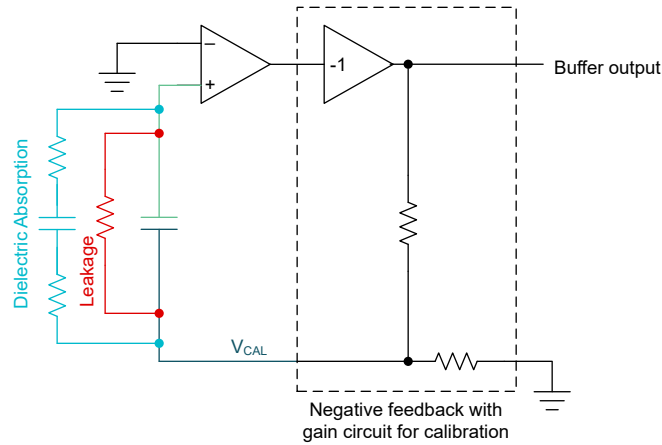 −
+
-1
Buffer output
Dielectric Absorption
Leakage
VCAL
Negative feedback with
gain circuit for calibration